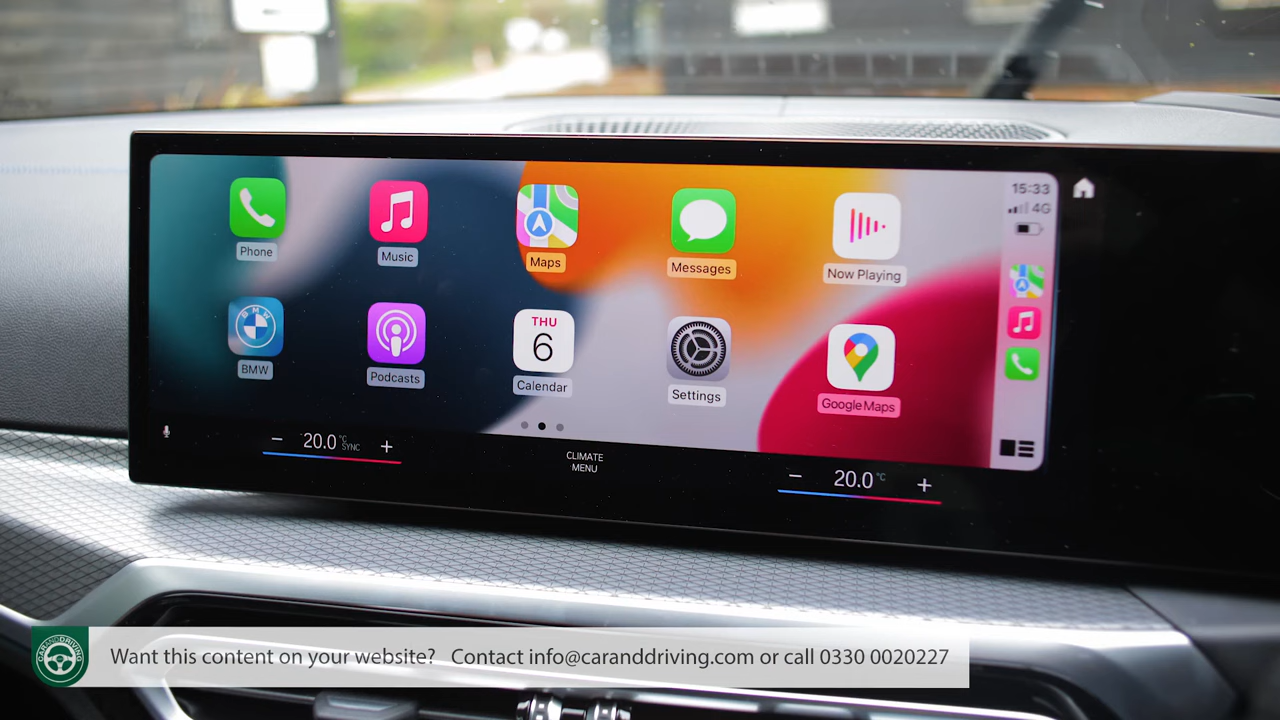 15:33
4G
Phone
Music
Maps
Messages
Now Playing
BMW
BMW
Podcasts
THU
6
Calendar
Settings
Google Maps
− 20.0 °C SYNC +
CLIMATE
MENU
− 20.0 °C +
CARANDDRIVING
Want this content on your website? Contact info@caranddriving.com or call 0330 0020227